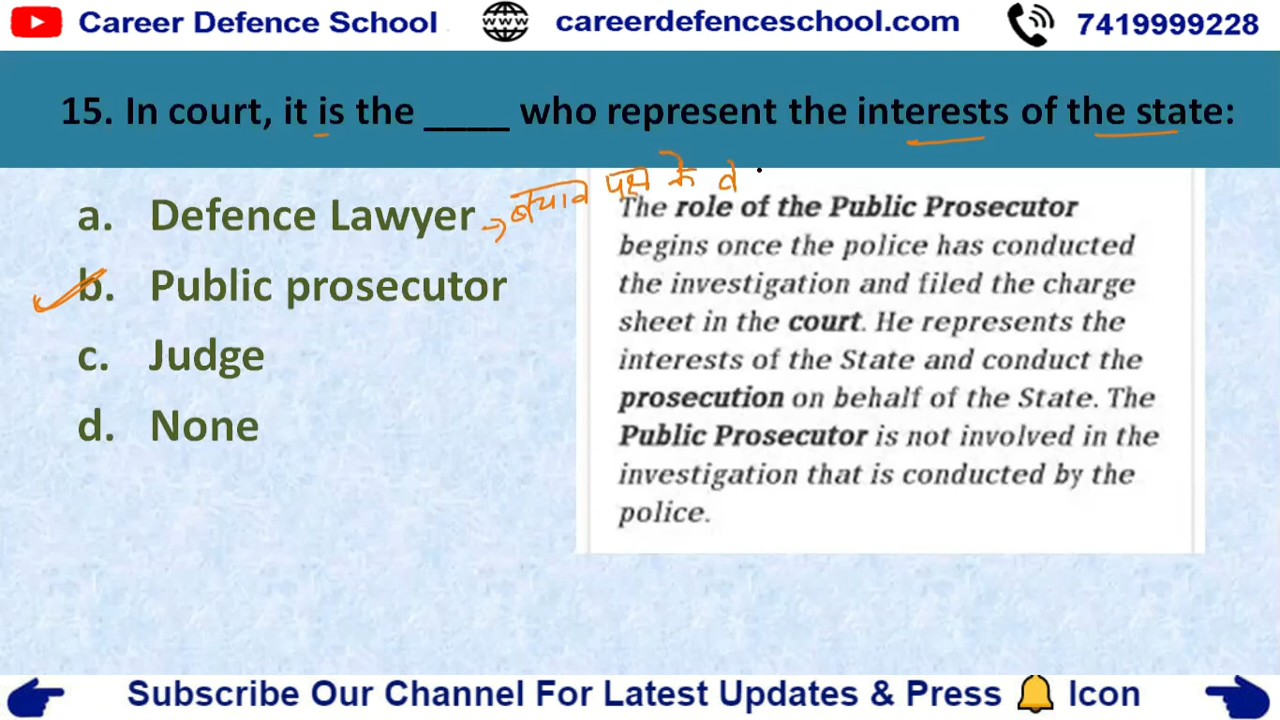 Career Defence School
WWW
careerdefenceschool.com
7419999228
15. In court, it is the ____ who represent the interests of the state:
a. Defence Lawyer
बचाव पक्ष के व
b. Public prosecutor
c. Judge
d. None
The role of the Public Prosecutor
begins once the police has conducted
the investigation and filed the charge
sheet in the court. He represents the
interests of the State and conduct the
prosecution on behalf of the State. The
Public Prosecutor is not involved in the
investigation that is conducted by the
police.
Subscribe Our Channel For Latest Updates & Press 🔔 Icon